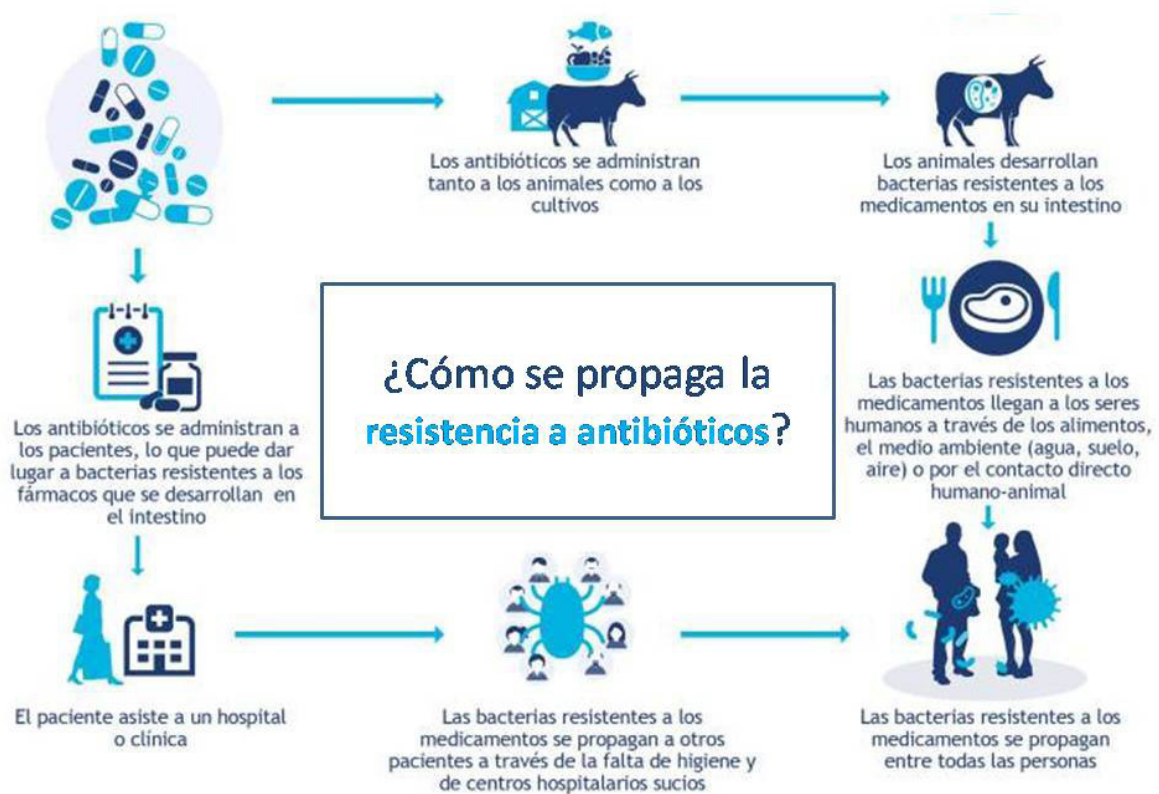 Los antibióticos se administran
tanto a los animales como a los
cultivos
Los animales desarrollan
bacterias resistentes a los
medicamentos en su intestino
¿Cómo se propaga la
resistencia a antibióticos?
Los antibióticos se administran a
los pacientes, lo que puede dar
lugar a bacterias resistentes a los
fármacos que se desarrollan en
el intestino
Las bacterias resistentes a los
medicamentos llegan a los seres
humanos a través de los alimentos,
el medio ambiente (agua, suelo,
aire) o por el contacto directo
humano-animal
El paciente asiste a un hospital
o clínica
Las bacterias resistentes a los
medicamentos se propagan a otros
pacientes a través de la falta de higiene y
de centros hospitalarios sucios
Las bacterias resistentes a los
medicamentos se propagan
entre todas las personas